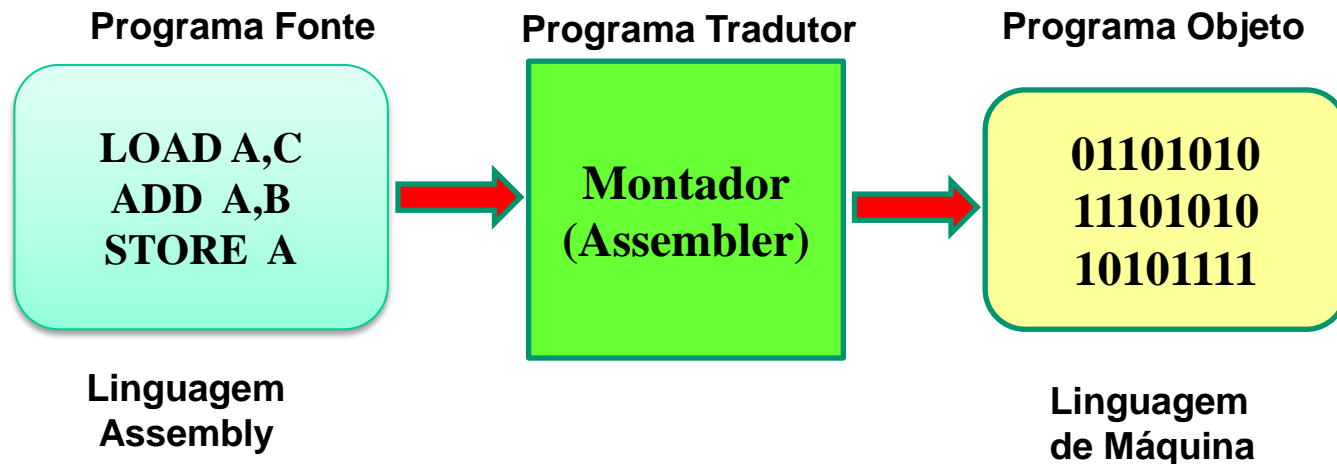 Programa Fonte
Programa Tradutor
Programa Objeto
LOAD A,C
ADD A,B
STORE A
Montador
(Assembler)
01101010
11101010
10101111
Linguagem
Assembly
Linguagem
de Máquina